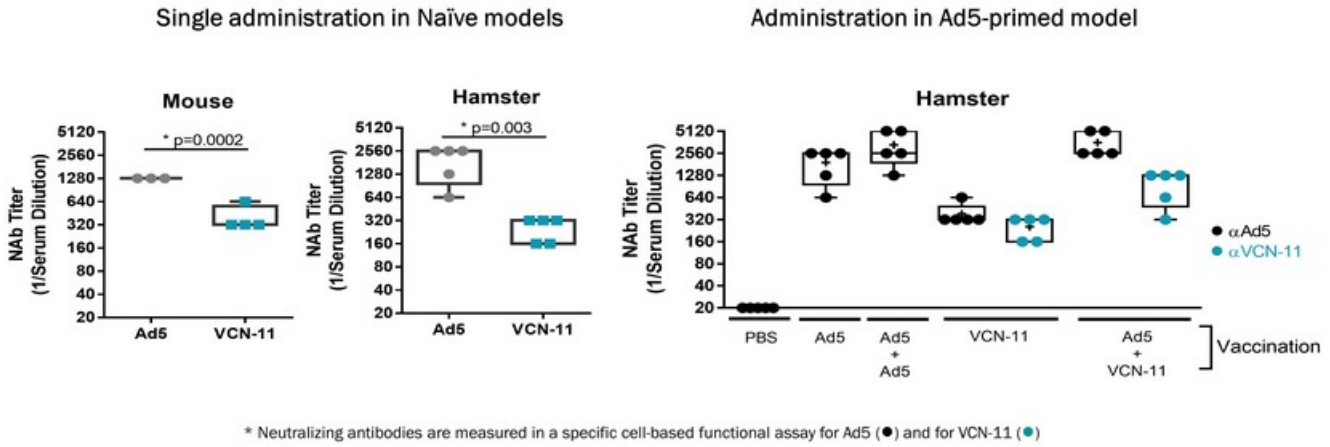 Single administration in Naïve models
Administration in Ad5-primed model
Mouse
* p=0.0002
NAb Titer
(1/Serum Dilution)
5120
2560
1280
640
320
160
80
40
20
Ad5
VCN-11
Hamster
* p=0.003
NAb Titer
(1/Serum Dilution)
5120
2560
1280
640
320
160
80
40
20
Ad5
VCN-11
Hamster
NAb Titer
(1/Serum Dilution)
5120
2560
1280
640
320
160
80
40
20
PBS
Ad5
Ad5
+
Ad5
VCN-11
Ad5
+
VCN-11
Vaccination
αAd5
αVCN-11
* Neutralizing antibodies are measured in a specific cell-based functional assay for Ad5 (●) and for VCN-11 (●)